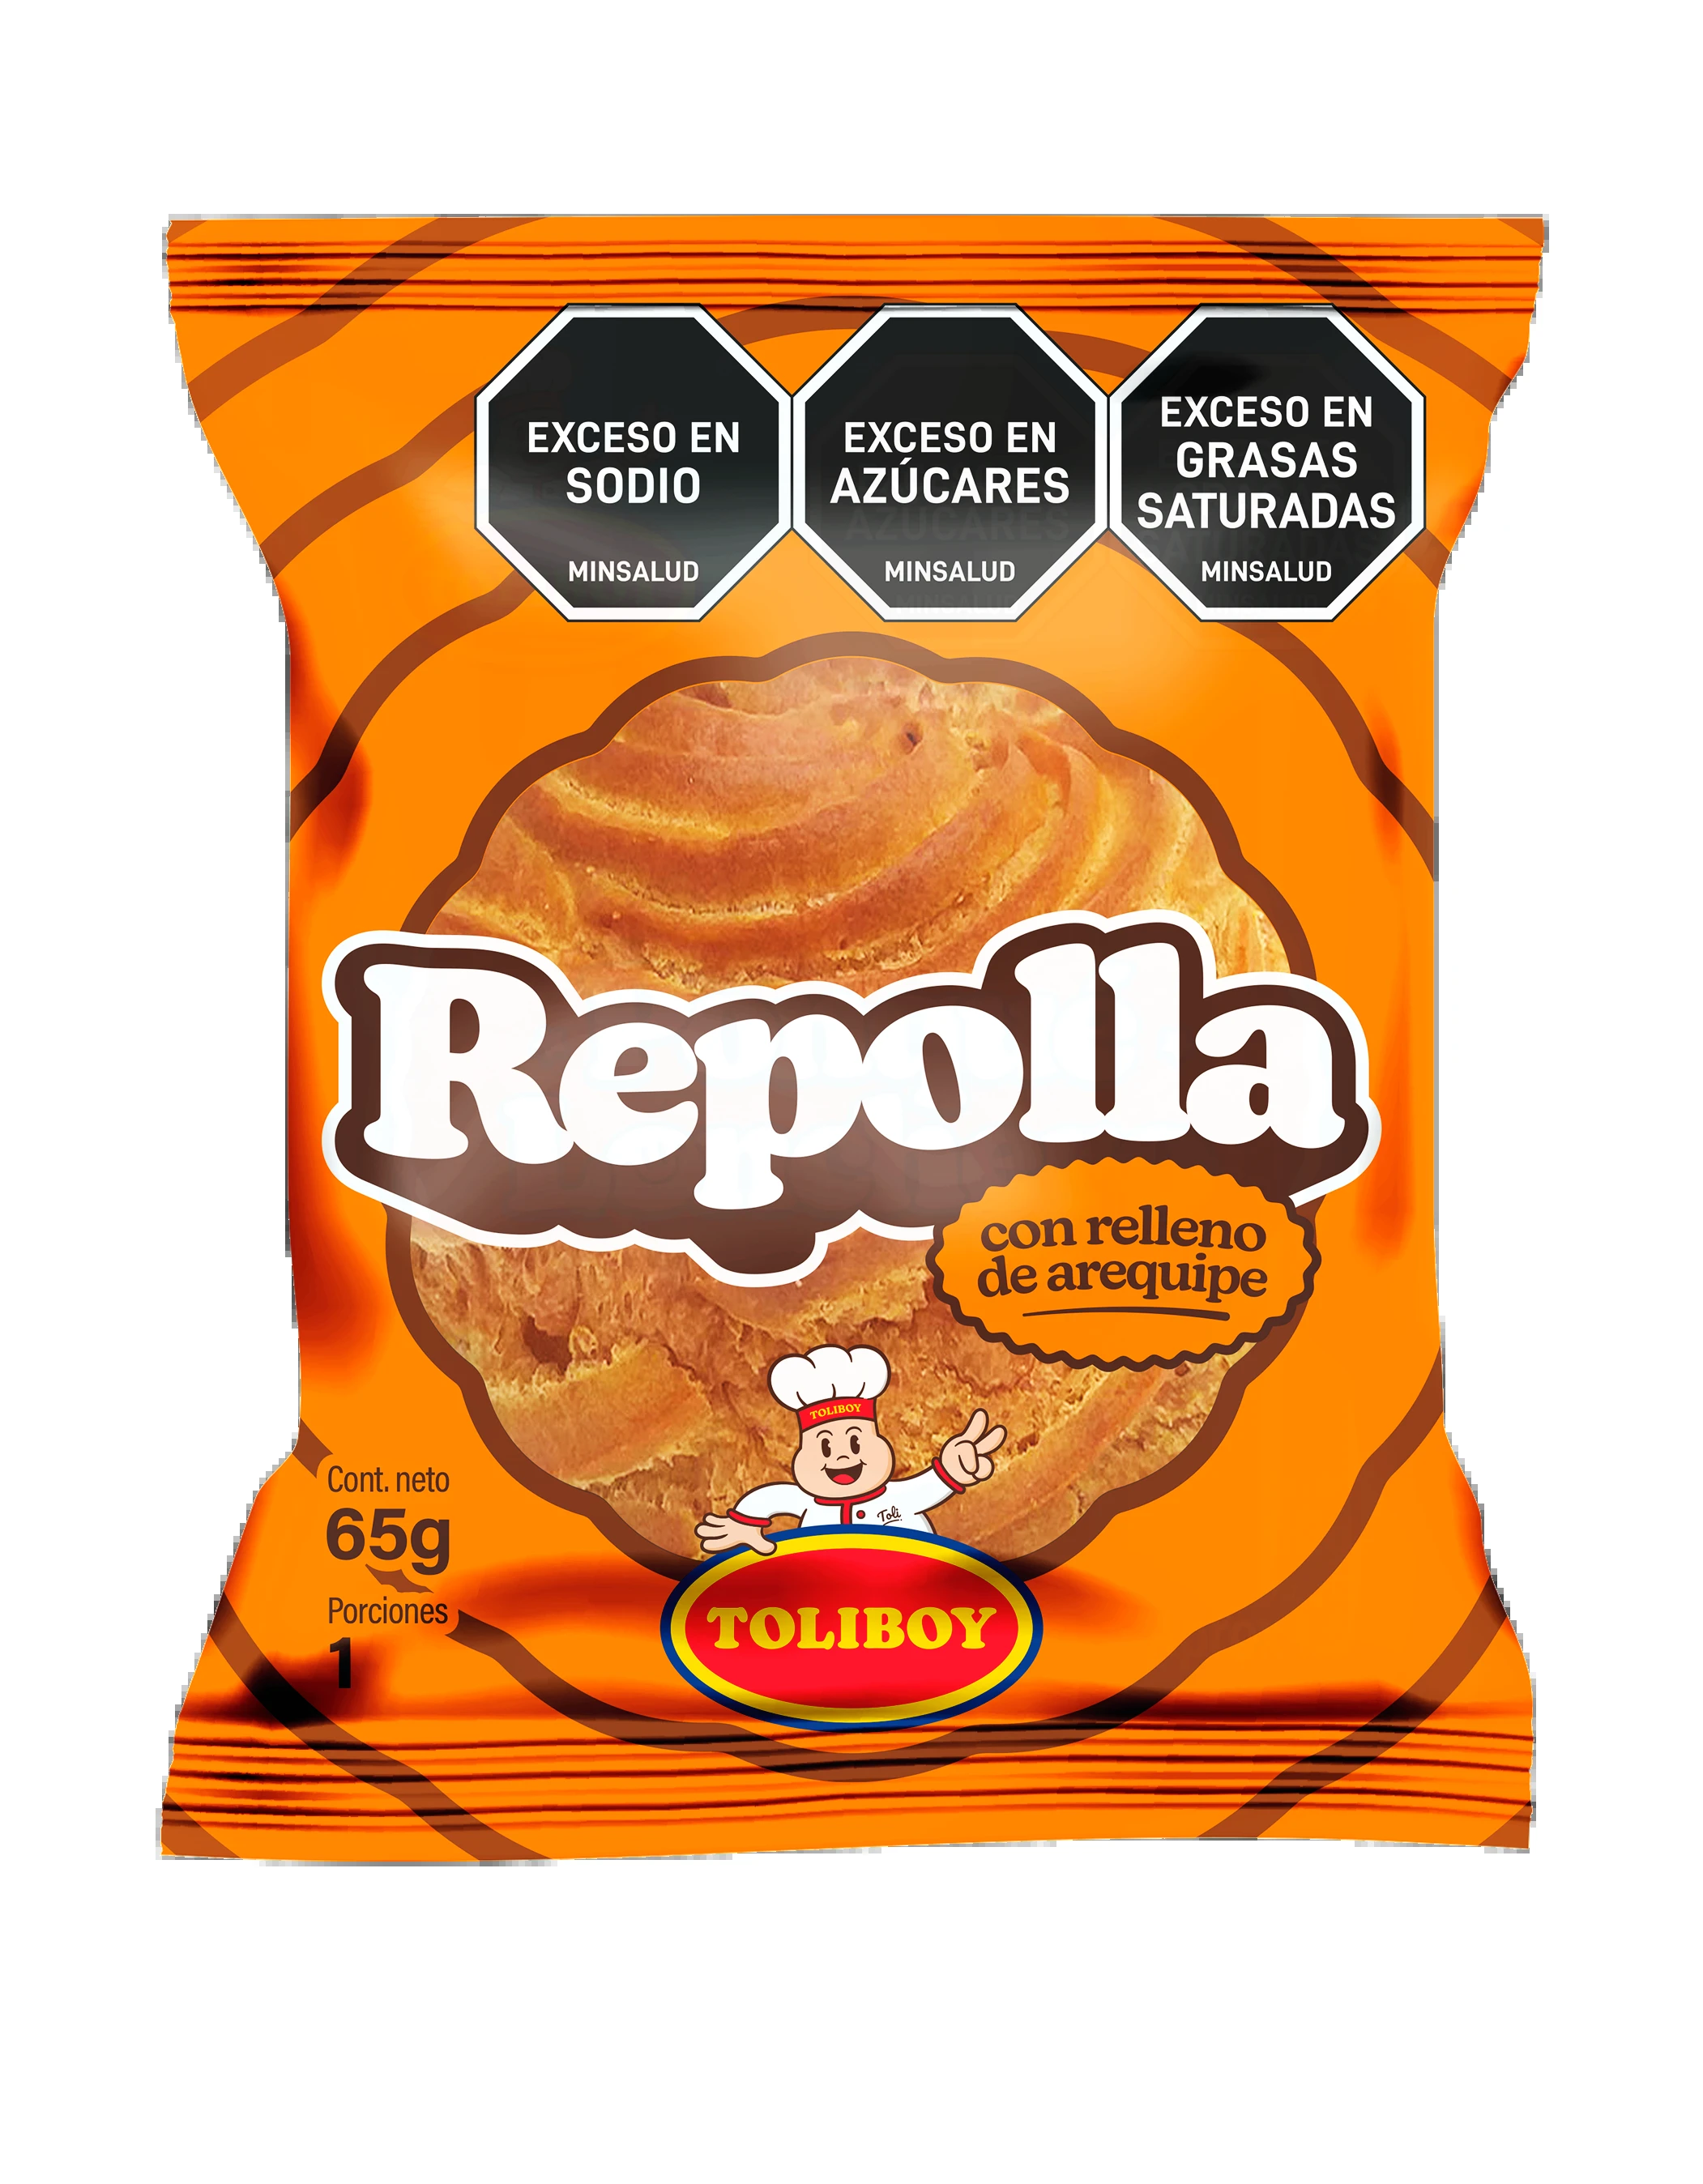 EXCESO EN
SODIO
MINSALUD
EXCESO EN
AZÚCARES
MINSALUD
EXCESO EN
GRASAS
SATURADAS
MINSALUD
Repolla
con relleno
de arequipe
TOLIBOY
Toli
Cont. neto
65g
Porciones
1
TOLIBOY